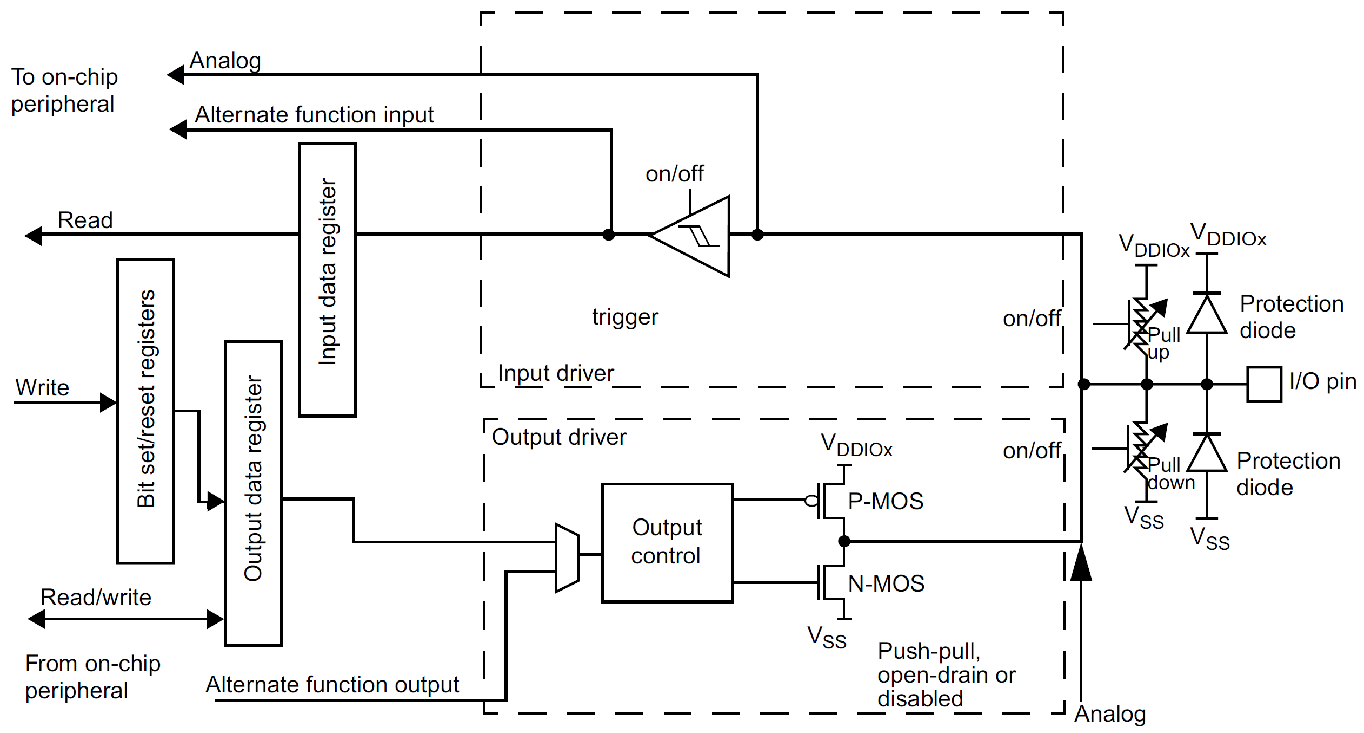 Analog
To on-chip
peripheral
Alternate function input
on/off
Read
Input data register
trigger
Input driver
VDDIOx
VDDIOx
on/off
Pull
up
Protection
diode
I/O pin
Write
Bit set/reset registers
Output data register
Read/write
From on-chip
peripheral
Alternate function output
Output driver
VDDIOx
P-MOS
Output
control
N-MOS
VSS
Push-pull,
open-drain or
disabled
on/off
Pull
down
VSS
Protection
diode
VSS
Analog